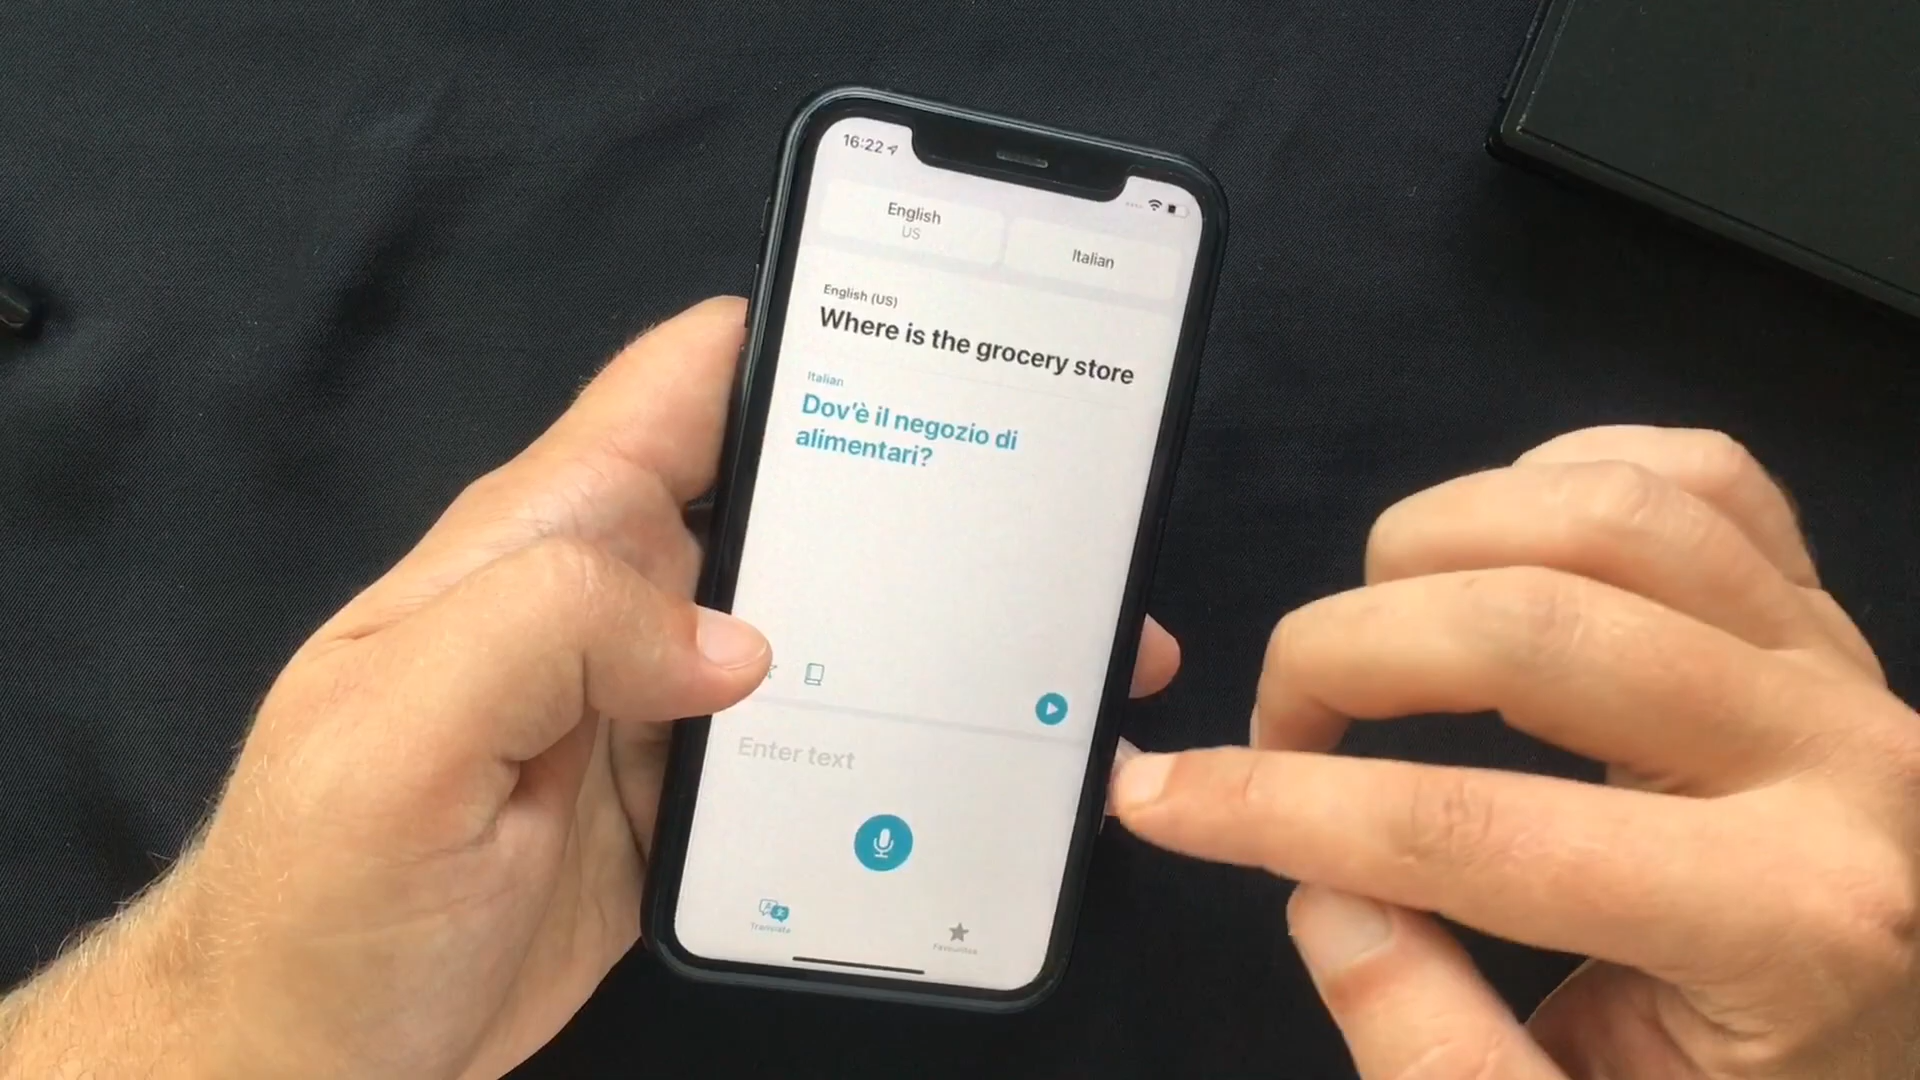 16:22
English
US
Italian
English (US)
Where is the grocery store
Italian
Dov'è il negozio di
alimentari?
Enter text
Translate
Favourites